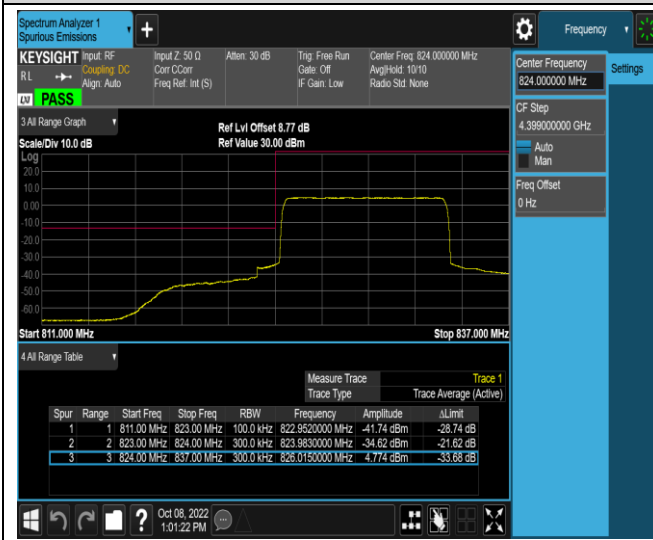 Spectrum Analyzer 1
Spurious Emissions
Frequency
KEYSIGHT Input: RF Input Z: 50 Ω Atten: 30 dB Trig: Free Run Center Freq: 824.000000 MHz
RL Coupling: DC Corr CCorr Gate: Off Avg|Hold: 10/10
Align: Auto Freq Ref: Int (S) IF Gain: Low Radio Std: None
LXI PASS
Center Frequency
824.000000 MHz
Settings
CF Step
4.399000000 GHz
Auto
Man
Freq Offset
0 Hz
3 All Range Graph
Ref Lvl Offset 8.77 dB
Scale/Div 10.0 dB Ref Value 30.00 dBm
Log
20.0
10.0
0.00
-10.0
-20.0
-30.0
-40.0
-50.0
-60.0
Start 811.000 MHz Stop 837.000 MHz
4 All Range Table
Measure Trace Trace 1
Trace Type Trace Average (Active)
Spur Range Start Freq Stop Freq RBW Frequency Amplitude ΔLimit
1 1 811.00 MHz 823.00 MHz 100.0 kHz 822.9520000 MHz -41.74 dBm -28.74 dB
2 2 823.00 MHz 824.00 MHz 300.0 kHz 823.9830000 MHz -34.62 dBm -21.62 dB
3 3 824.00 MHz 837.00 MHz 300.0 kHz 826.0150000 MHz 4.774 dBm -33.68 dB
Oct 08, 2022
1:01:22 PM